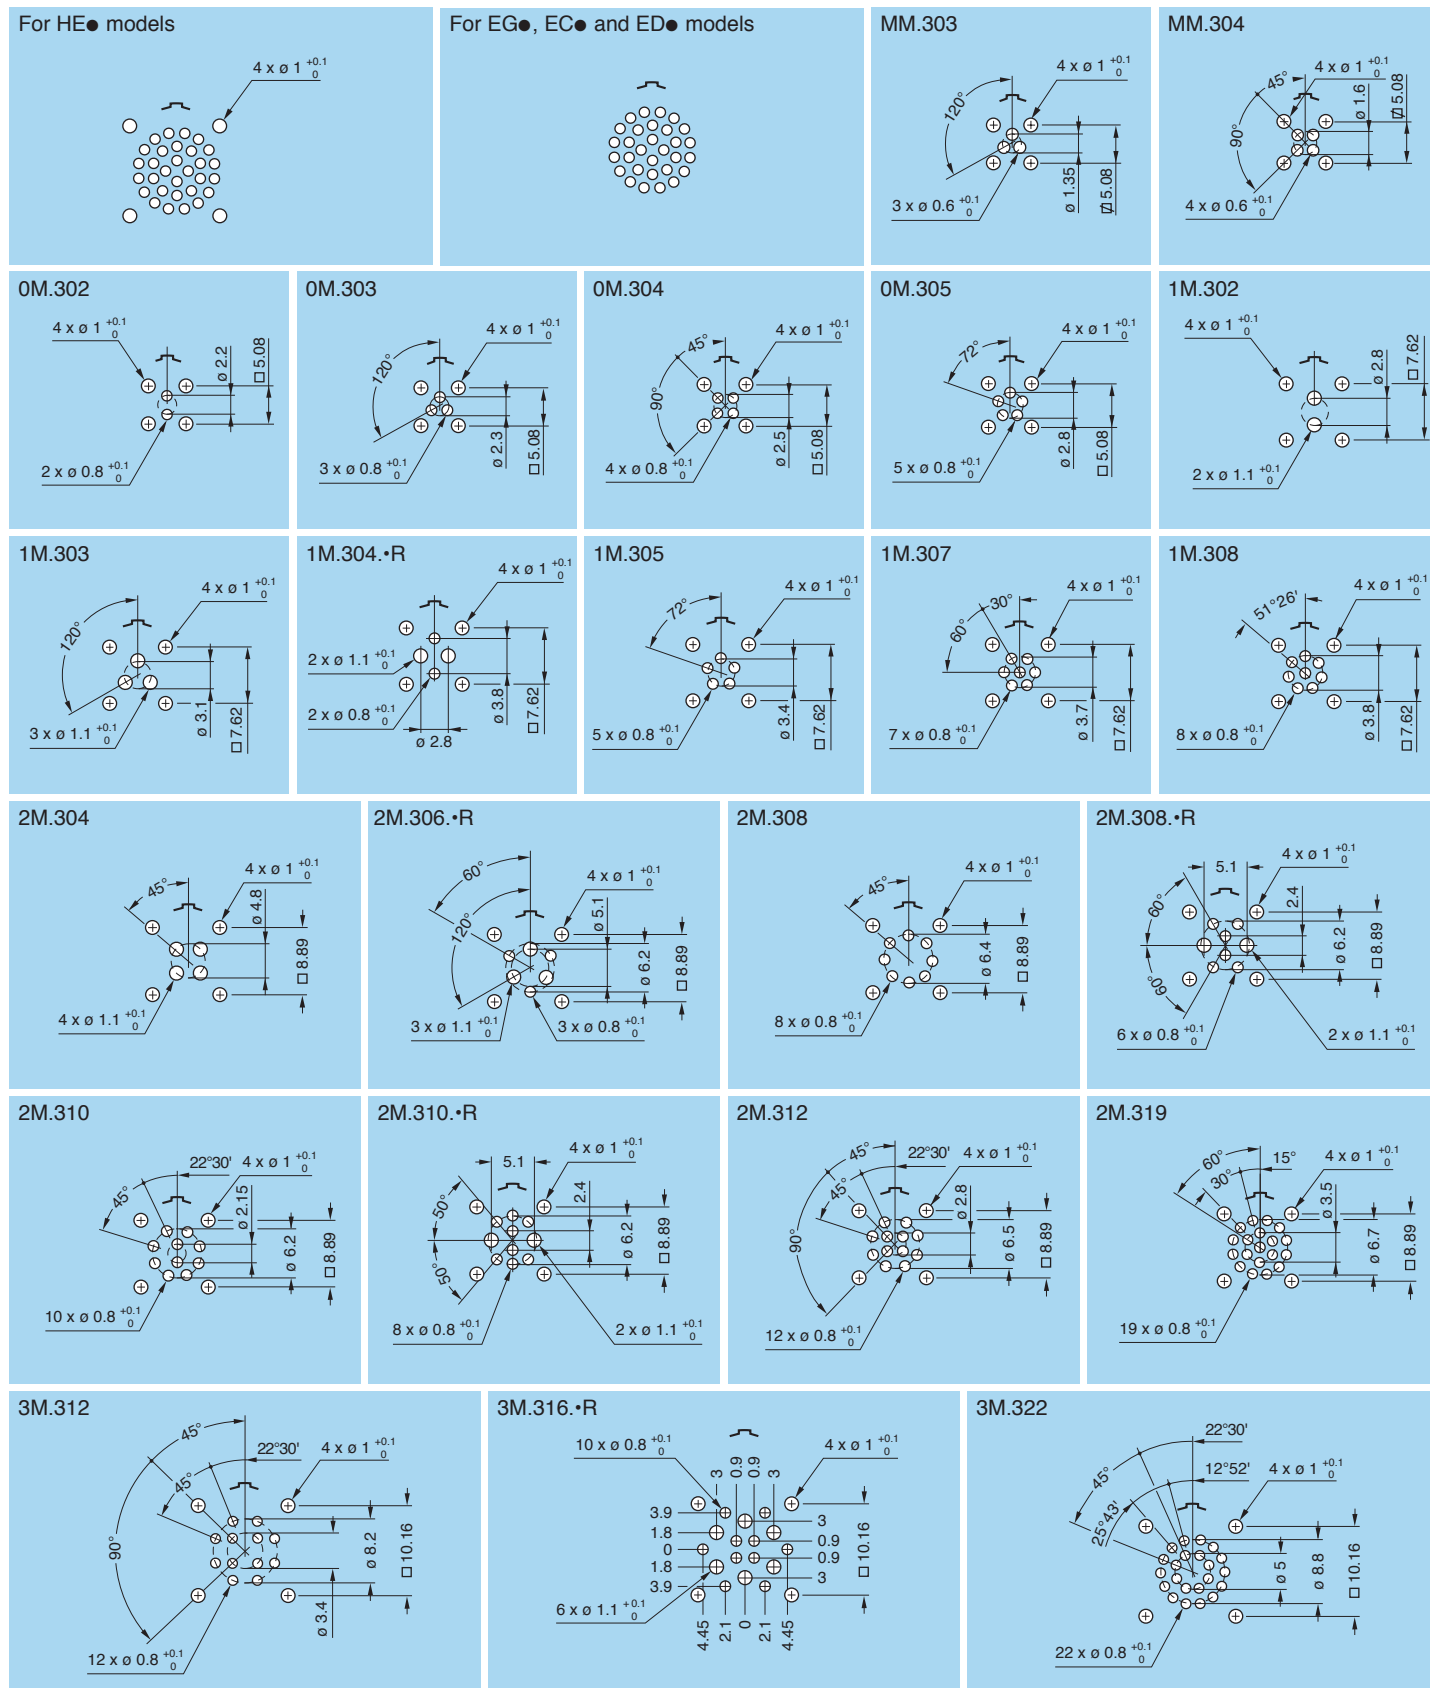 For HE● models
4 x ø 1 +0.1 0
For EG●, EC● and ED● models
MM.303
120°
4 x ø 1 +0.1 0
3 x ø 0.6 +0.1 0
ø 1.35
□ 5.08
MM.304
45°
90°
4 x ø 1 +0.1 0
ø 1.6
□ 5.08
4 x ø 0.6 +0.1 0
0M.302
4 x ø 1 +0.1 0
ø 2.2
□ 5.08
2 x ø 0.8 +0.1 0
0M.303
120°
4 x ø 1 +0.1 0
3 x ø 0.8 +0.1 0
ø 2.3
□ 5.08
0M.304
45°
90°
4 x ø 1 +0.1 0
4 x ø 0.8 +0.1 0
ø 2.5
□ 5.08
0M.305
72°
4 x ø 1 +0.1 0
5 x ø 0.8 +0.1 0
ø 2.8
□ 5.08
1M.302
4 x ø 1 +0.1 0
ø 2.8
□ 7.62
2 x ø 1.1 +0.1 0
1M.303
120°
4 x ø 1 +0.1 0
3 x ø 1.1 +0.1 0
ø 3.1
□ 7.62
1M.304.•R
4 x ø 1 +0.1 0
2 x ø 1.1 +0.1 0
2 x ø 0.8 +0.1 0
ø 2.8
ø 3.8
□ 7.62
1M.305
72°
4 x ø 1 +0.1 0
5 x ø 0.8 +0.1 0
ø 3.4
□ 7.62
1M.307
30°
60°
4 x ø 1 +0.1 0
7 x ø 0.8 +0.1 0
ø 3.7
□ 7.62
1M.308
51°26'
4 x ø 1 +0.1 0
8 x ø 0.8 +0.1 0
ø 3.8
□ 7.62
2M.304
45°
4 x ø 1 +0.1 0
ø 4.8
□ 8.89
4 x ø 1.1 +0.1 0
2M.306.•R
60°
120°
4 x ø 1 +0.1 0
ø 5.1
ø 6.2
□ 8.89
3 x ø 1.1 +0.1 0
3 x ø 0.8 +0.1 0
2M.308
45°
4 x ø 1 +0.1 0
ø 6.4
□ 8.89
8 x ø 0.8 +0.1 0
2M.308.•R
5.1
4 x ø 1 +0.1 0
60°
60°
2.4
ø 6.2
□ 8.89
6 x ø 0.8 +0.1 0
2 x ø 1.1 +0.1 0
2M.310
22°30'
45°
4 x ø 1 +0.1 0
ø 2.15
ø 6.2
□ 8.89
10 x ø 0.8 +0.1 0
2M.310.•R
5.1
4 x ø 1 +0.1 0
50°
50°
2.4
ø 6.2
□ 8.89
8 x ø 0.8 +0.1 0
2 x ø 1.1 +0.1 0
2M.312
45°
22°30'
45°
90°
4 x ø 1 +0.1 0
ø 2.8
ø 6.5
□ 8.89
12 x ø 0.8 +0.1 0
2M.319
60°
15°
30°
4 x ø 1 +0.1 0
ø 3.5
ø 6.7
□ 8.89
19 x ø 0.8 +0.1 0
3M.312
45°
22°30'
45°
90°
4 x ø 1 +0.1 0
ø 8.2
□ 10.16
ø 3.4
12 x ø 0.8 +0.1 0
3M.316.•R
10 x ø 0.8 +0.1 0
4 x ø 1 +0.1 0
3
0.9
0.9
3
3.9
1.8
0
1.8
3.9
3
0.9
0.9
3
□ 10.16
6 x ø 1.1 +0.1 0
4.45
2.1
0
2.1
4.45
3M.322
22°30'
45°
12°52'
25°43'
4 x ø 1 +0.1 0
ø 5
ø 8.8
□ 10.16
22 x ø 0.8 +0.1 0